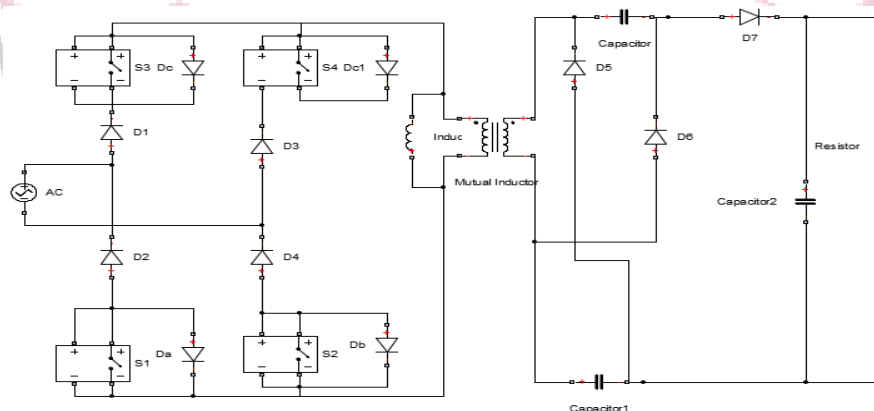 Capacitor
D7
S3 Dc
S4 Dc1
D5
D1
D3
Induc
D6
Resistor
Mutual Inductor
AC
Capacitor2
D2
D4
S1
Da
S2
Db
Capacitor1